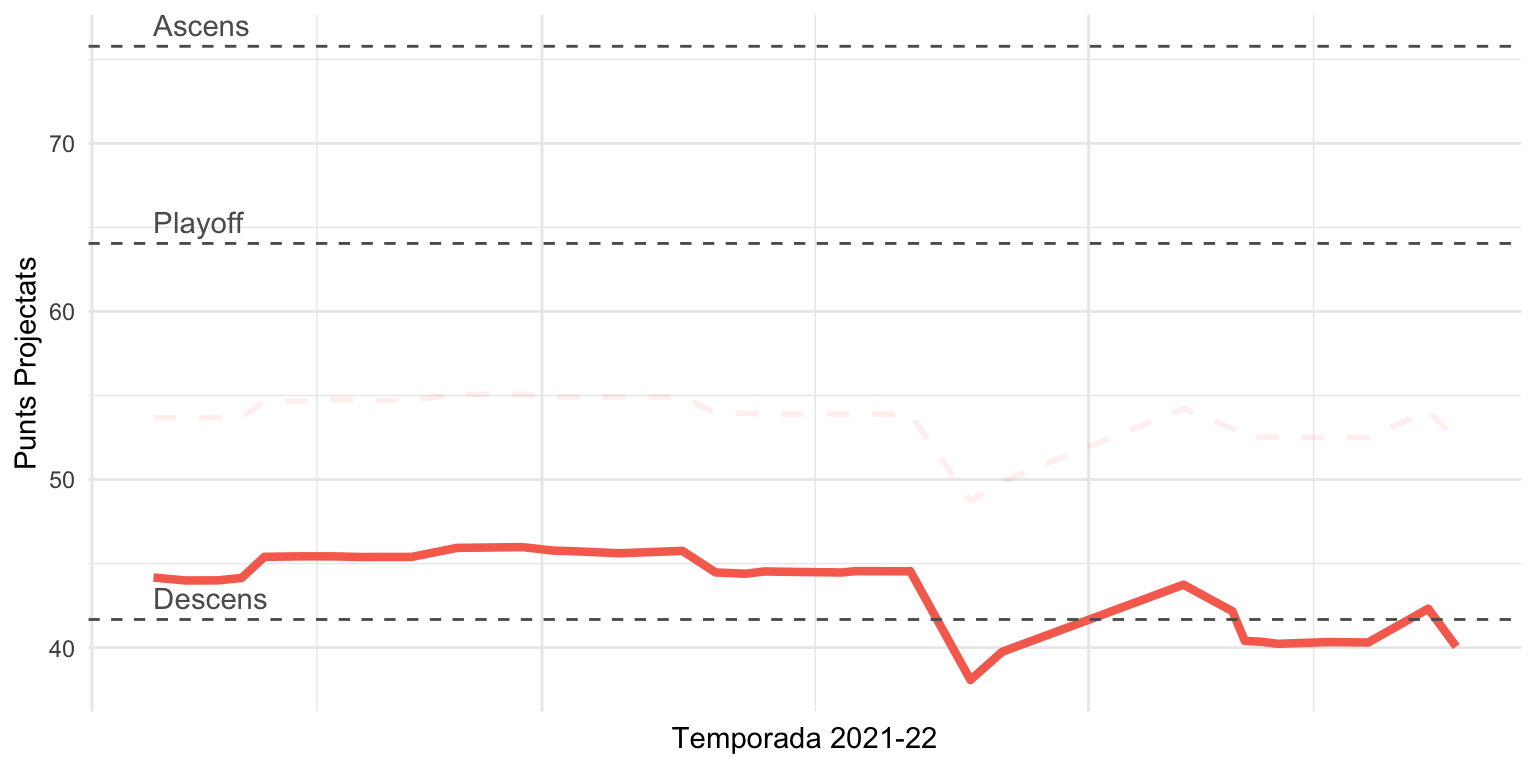 Ascens
70
Playoff
60
Punts Projectats
50
Descens
40
Temporada 2021-22